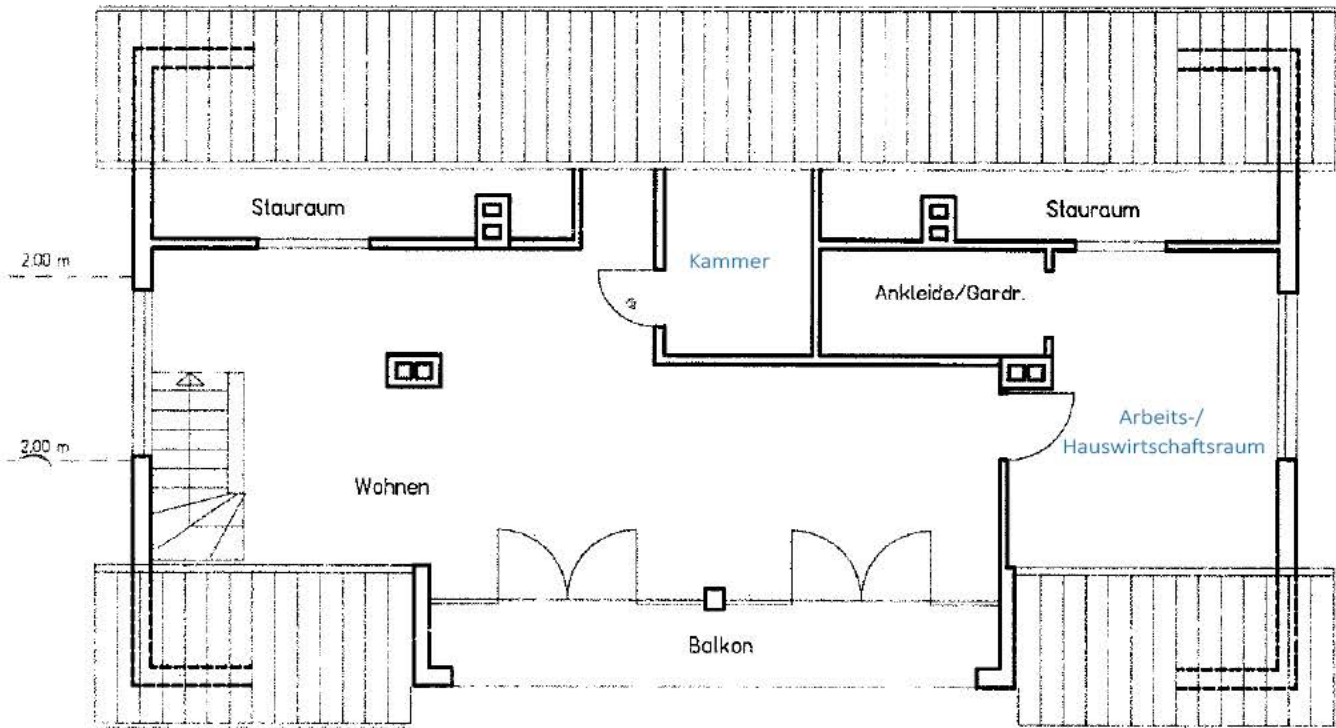 Stauraum
Stauraum
2.00 m
Kammer
Ankleide/Gardr.
Arbeits-/
Hauswirtschaftsraum
2.00 m
Wohnen
Balkon